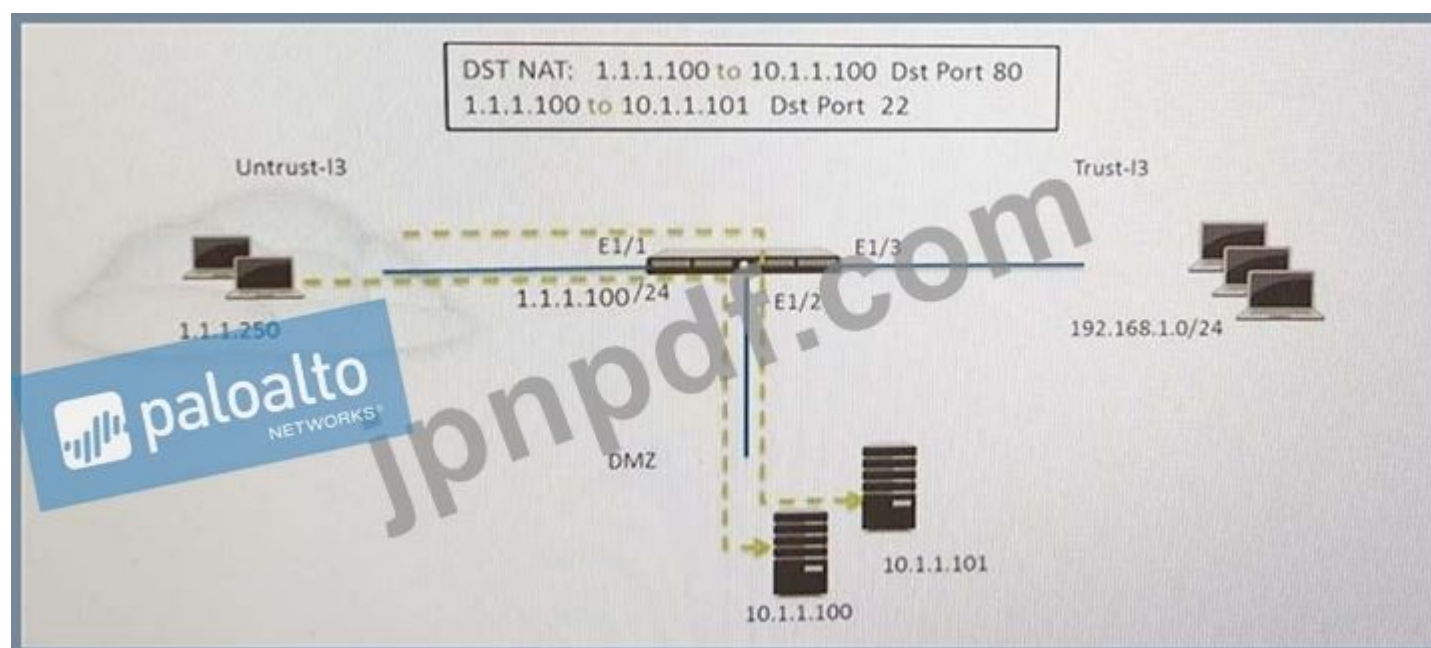 DST NAT: 1.1.1.100 to 10.1.1.100 Dst Port 80
1.1.1.100 to 10.1.1.101 Dst Port 22
Untrust-l3
Trust-l3
E1/1
E1/3
1.1.1.100/24
E1/2
1.1.1.250
192.168.1.0/24
paloalto
NETWORKS®
jpnpdf.com
DMZ
10.1.1.101
10.1.1.100